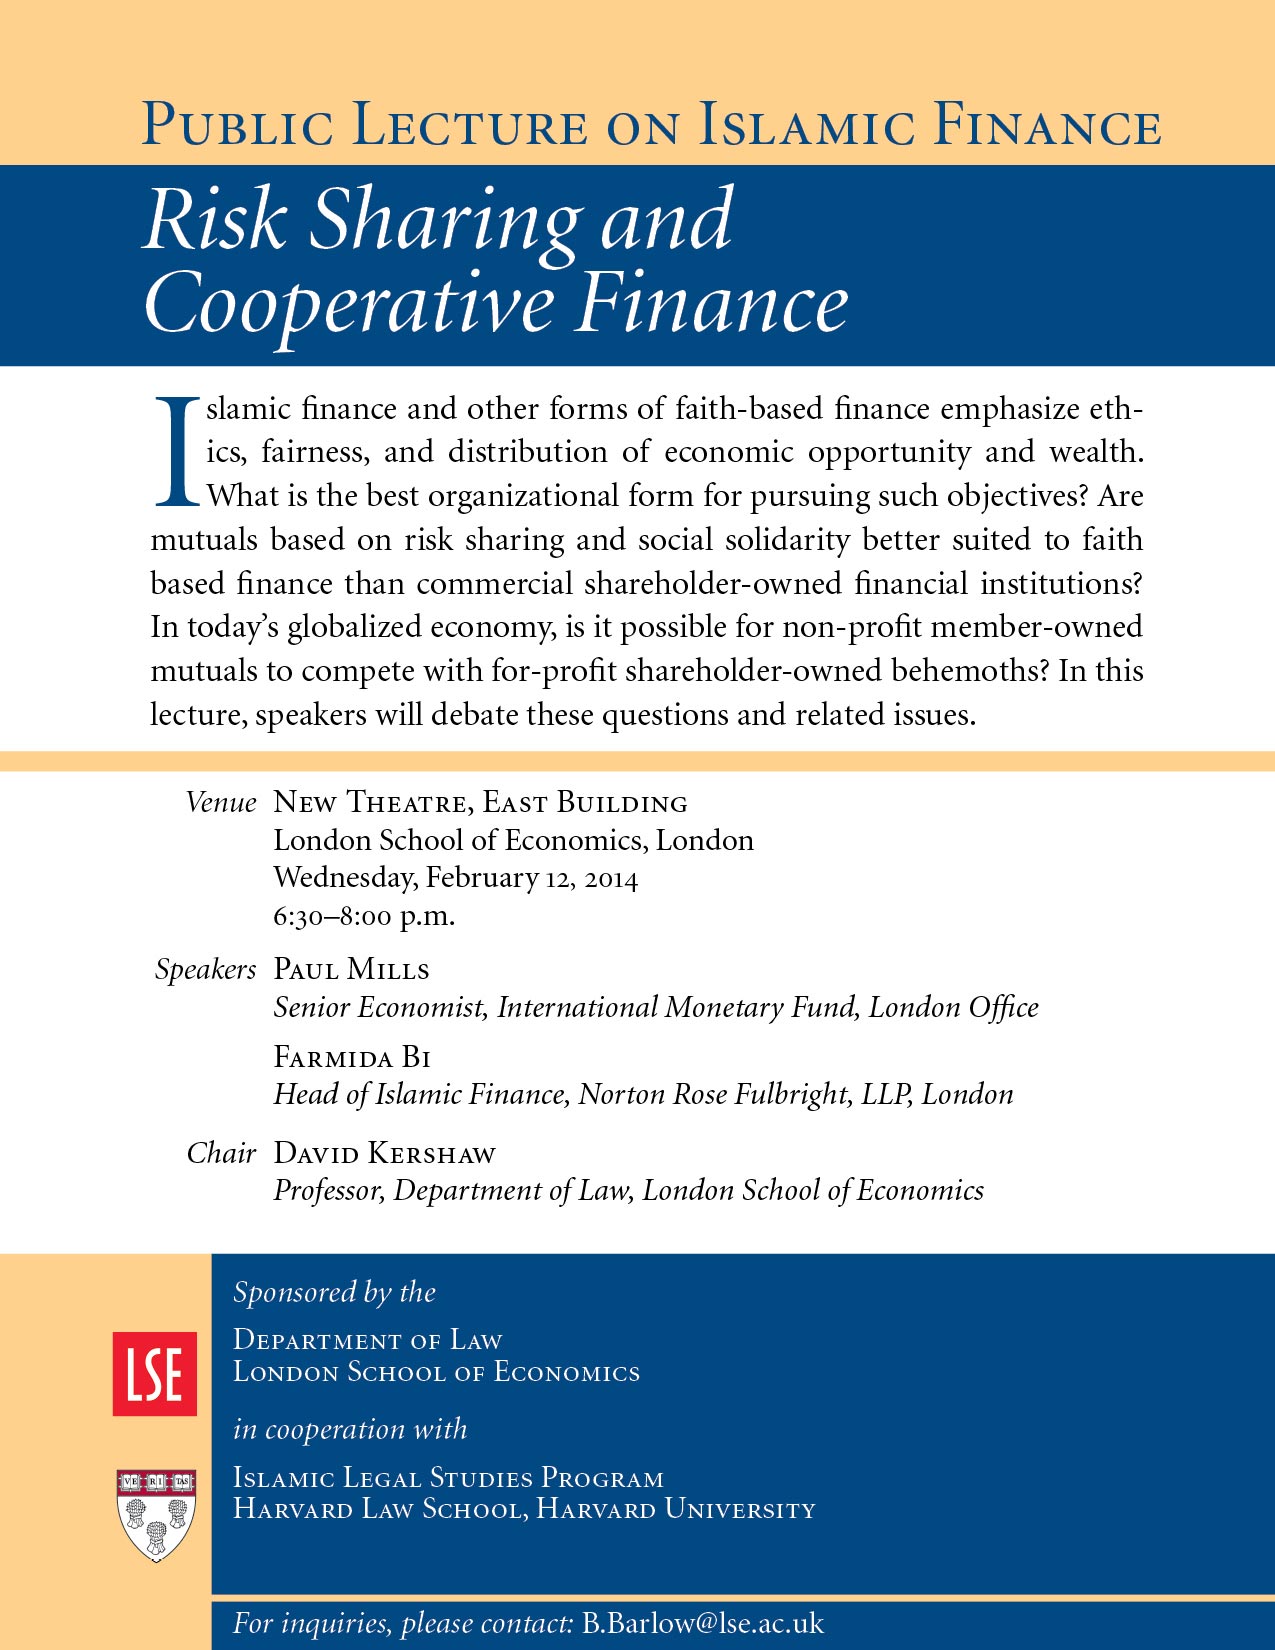 Public Lecture on Islamic Finance
Risk Sharing and
Cooperative Finance
Islamic finance and other forms of faith-based finance emphasize eth-
ics, fairness, and distribution of economic opportunity and wealth.
What is the best organizational form for pursuing such objectives? Are
mutuals based on risk sharing and social solidarity better suited to faith
based finance than commercial shareholder-owned financial institutions?
In today’s globalized economy, is it possible for non-profit member-owned
mutuals to compete with for-profit shareholder-owned behemoths? In this
lecture, speakers will debate these questions and related issues.
Venue New Theatre, East Building
London School of Economics, London
Wednesday, February 12, 2014
6:30–8:00 p.m.
Speakers Paul Mills
Senior Economist, International Monetary Fund, London Office
Farmida Bi
Head of Islamic Finance, Norton Rose Fulbright, LLP, London
Chair David Kershaw
Professor, Department of Law, London School of Economics
Sponsored by the
Department of Law
London School of Economics
in cooperation with
Islamic Legal Studies Program
Harvard Law School, Harvard University
LSE
VE RI TAS
For inquiries, please contact: B.Barlow@lse.ac.uk